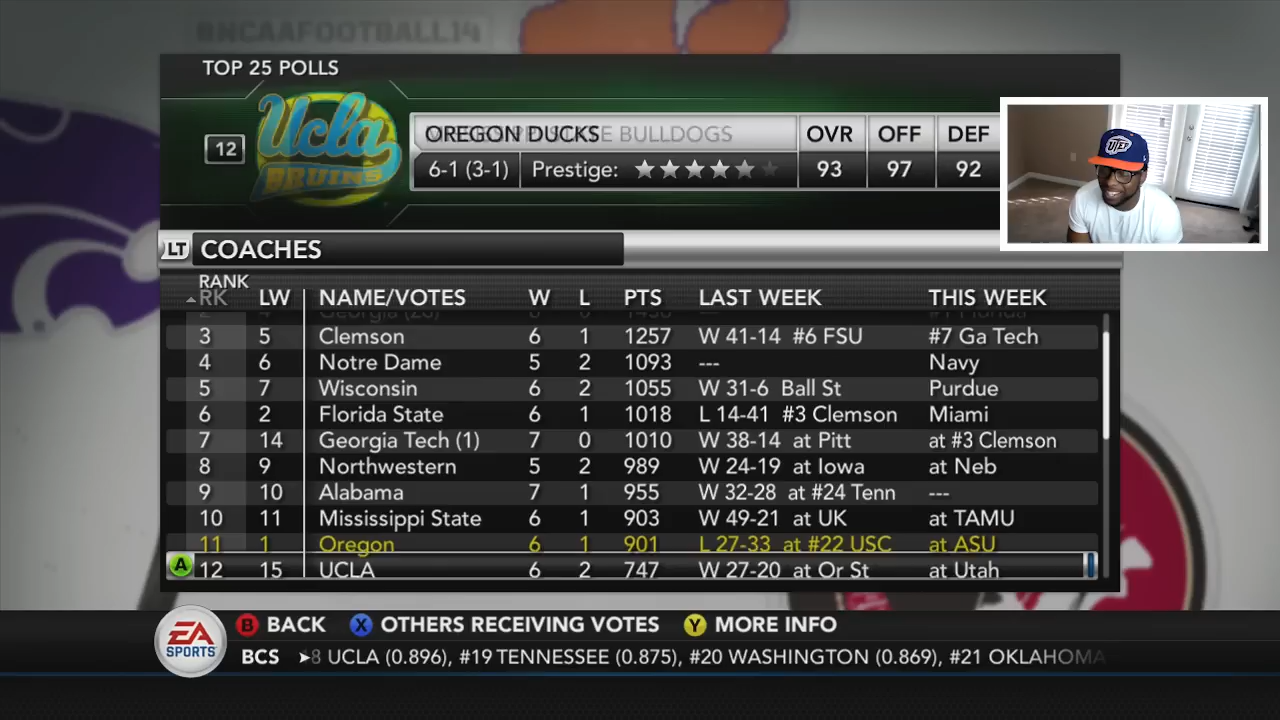 #NCAAFOOTBALL14
TOP 25 POLLS
12
Ucla
BRUINS
OREGON DUCKS BULLDOGS
OVR OFF DEF
6-1 (3-1) Prestige: 93 97 92
UTEP
LT COACHES
RANK
RK LW NAME/VOTES W L PTS LAST WEEK THIS WEEK
3 5 Clemson 6 1 1257 W 41-14 #6 FSU #7 Ga Tech
4 6 Notre Dame 5 2 1093 --- Navy
5 7 Wisconsin 6 2 1055 W 31-6 Ball St Purdue
6 2 Florida State 6 1 1018 L 14-41 #3 Clemson Miami
7 14 Georgia Tech (1) 7 0 1010 W 38-14 at Pitt at #3 Clemson
8 9 Northwestern 5 2 989 W 24-19 at Iowa at Neb
9 10 Alabama 7 1 955 W 32-28 at #24 Tenn ---
10 11 Mississippi State 6 1 903 W 49-21 at UK at TAMU
11 1 Oregon 6 1 901 L 27-33 at #22 USC at ASU
A 12 15 UCLA 6 2 747 W 27-20 at Or St at Utah
EA SPORTS
B BACK X OTHERS RECEIVING VOTES Y MORE INFO
BCS 8 UCLA (0.896), #19 TENNESSEE (0.875), #20 WASHINGTON (0.869), #21 OKLAHOMA